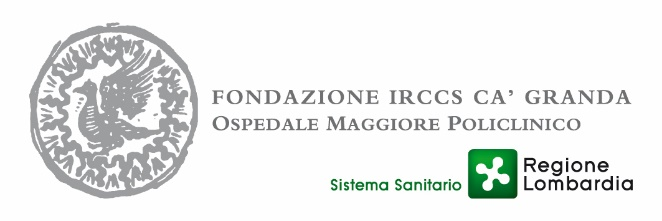 FONDAZIONE IRCCS CA’ GRANDA
OSPEDALE MAGGIORE POLICLINICO
Sistema Sanitario
Regione
Lombardia